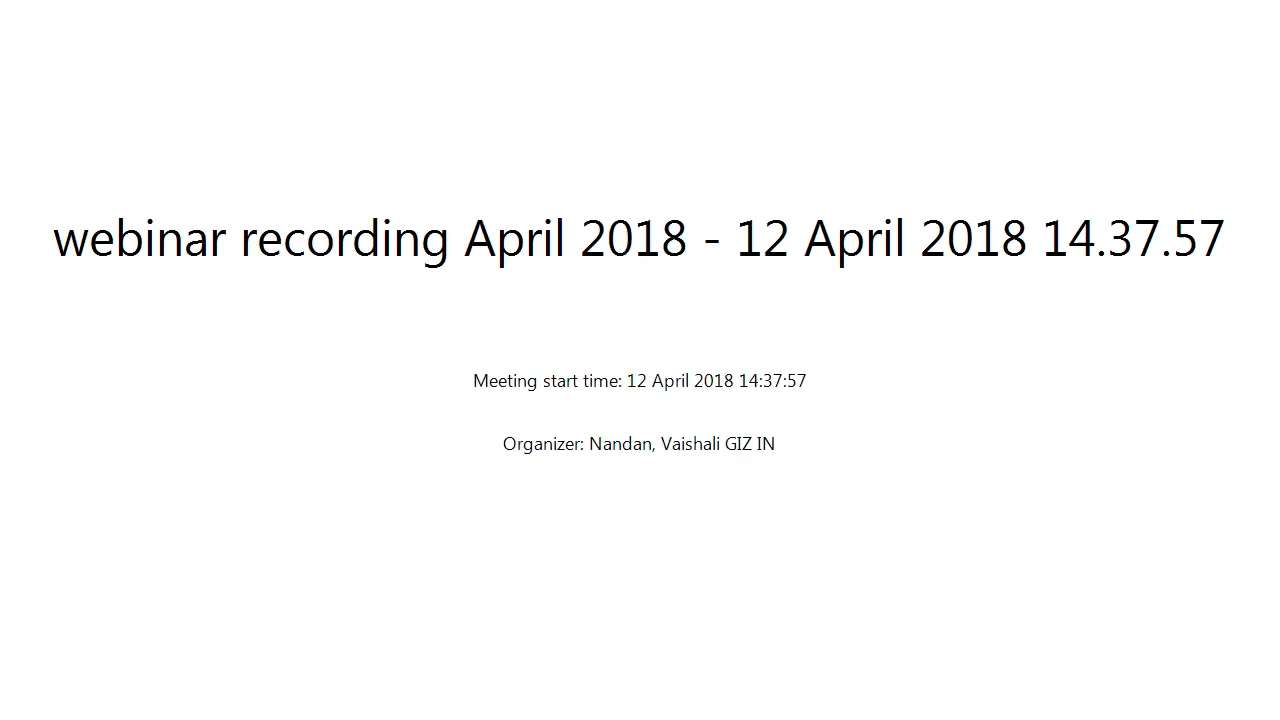 webinar recording April 2018 - 12 April 2018 14.37.57
Meeting start time: 12 April 2018 14:37:57
Organizer: Nandan, Vaishali GIZ IN